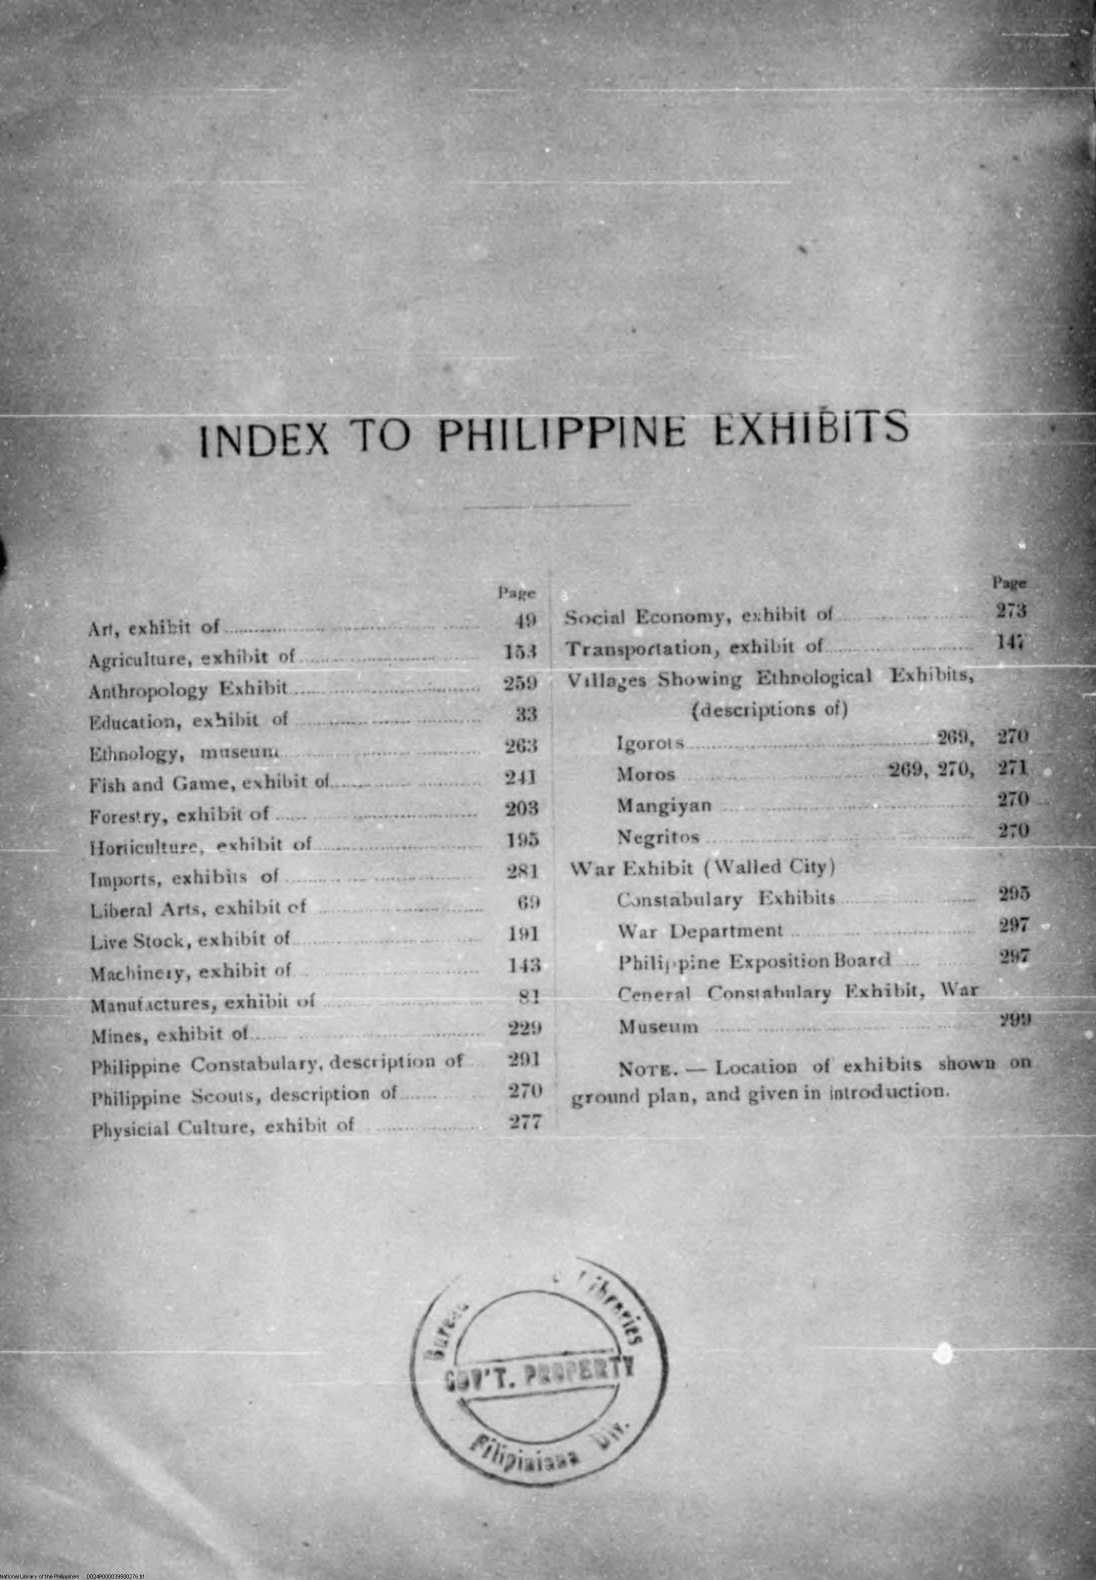 INDEX TO PHILIPPINE EXHIBITS
Page
Art, exhibit of 49
Agriculture, exhibit of 153
Anthropology Exhibit 259
Education, exhibit of 33
Ethnology, museum 263
Fish and Game, exhibit of 241
Forestry, exhibit of 203
Horticulture, exhibit of 195
Imports, exhibits of 281
Liberal Arts, exhibit of 69
Live Stock, exhibit of 191
Machinery, exhibit of 143
Manufactures, exhibit of 81
Mines, exhibit of 229
Philippine Constabulary, description of 291
Philippine Scouts, description of 270
Physicial Culture, exhibit of 277
Page
Social Economy, exhibit of 273
Transportation, exhibit of 147
Villages Showing Ethnological Exhibits,
(descriptions of)
Igorots 269, 270
Moros 269, 270, 271
Mangiyan 270
Negritos 270
War Exhibit (Walled City)
Constabulary Exhibits 295
War Department 297
Philippine Exposition Board 297
General Constabulary Exhibit, War
Museum 299
NOTE. — Location of exhibits shown on
ground plan, and given in introduction.
Bureau Libraries
GOV'T. PROPERTY
Filipiniana Div.
National Library of the Philippines